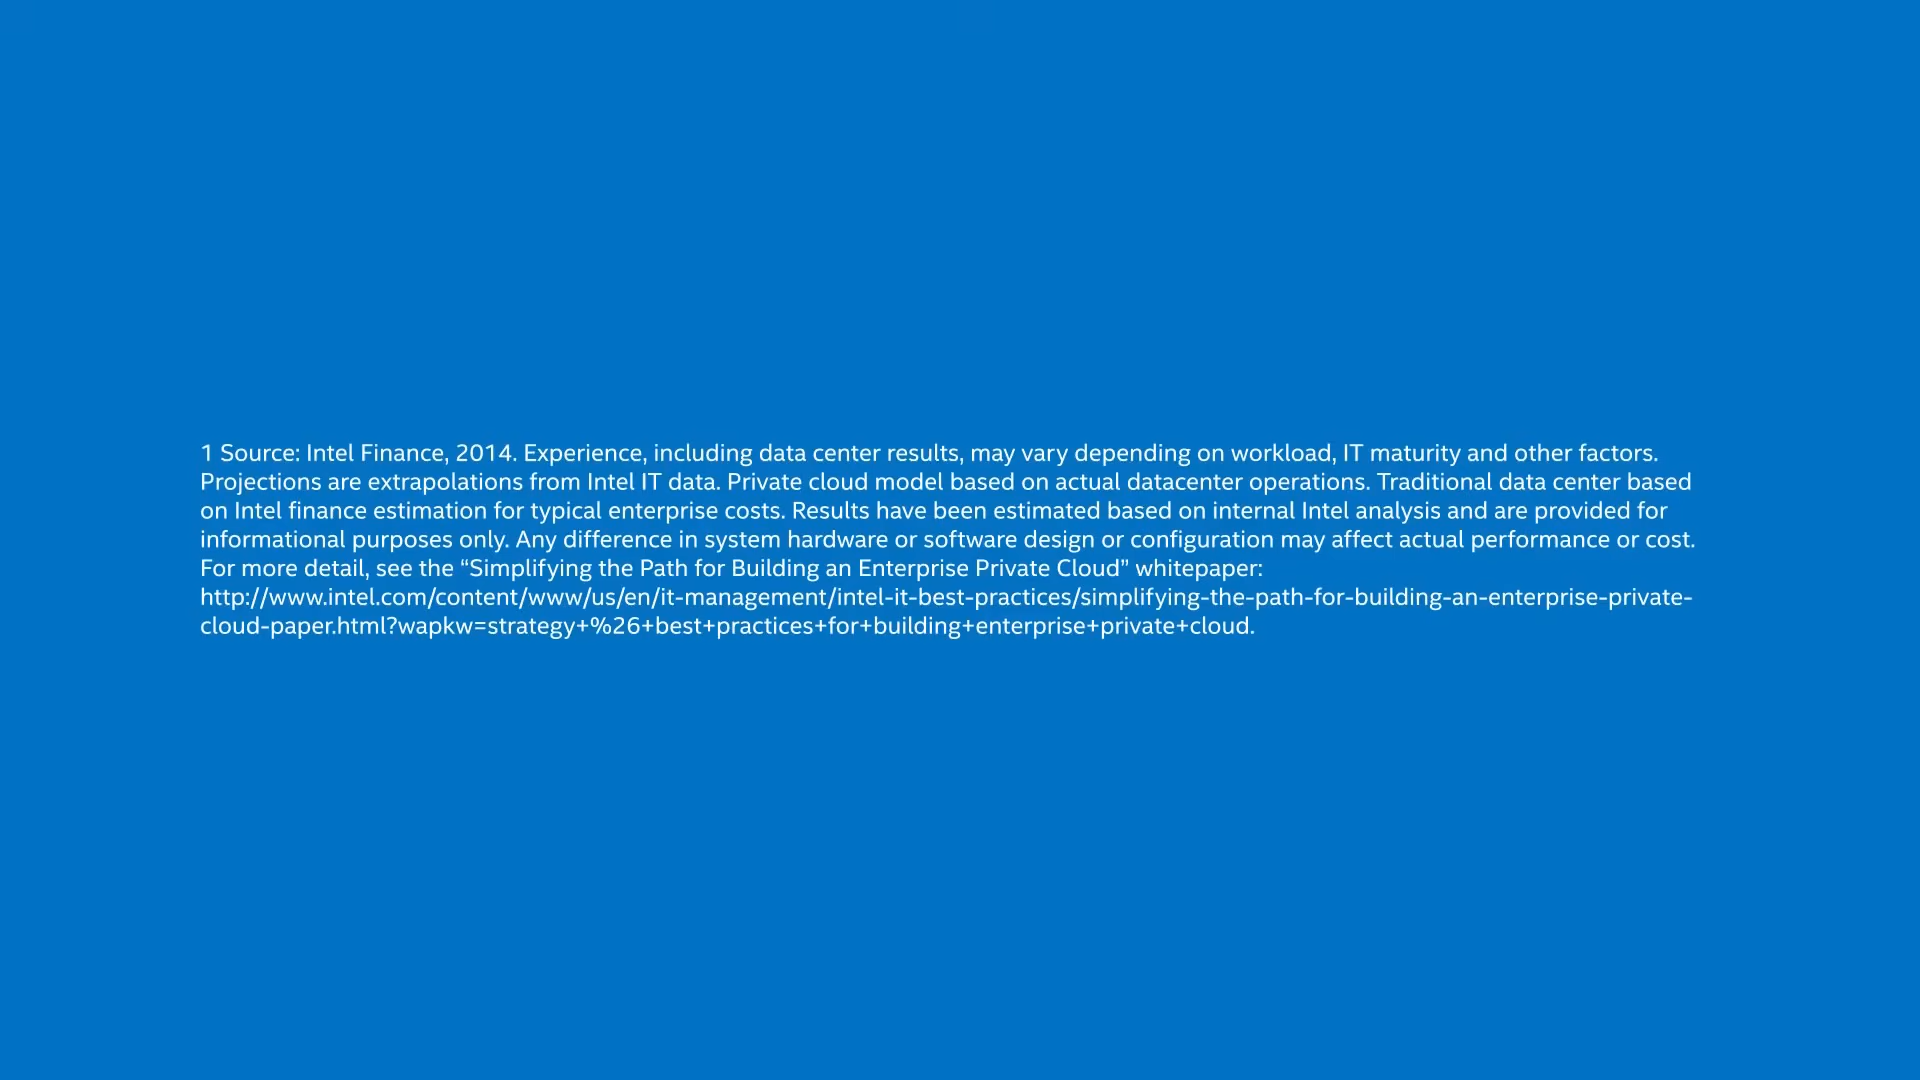 1 Source: Intel Finance, 2014. Experience, including data center results, may vary depending on workload, IT maturity and other factors.
Projections are extrapolations from Intel IT data. Private cloud model based on actual datacenter operations. Traditional data center based
on Intel finance estimation for typical enterprise costs. Results have been estimated based on internal Intel analysis and are provided for
informational purposes only. Any difference in system hardware or software design or configuration may affect actual performance or cost.
For more detail, see the “Simplifying the Path for Building an Enterprise Private Cloud” whitepaper:
http://www.intel.com/content/www/us/en/it-management/intel-it-best-practices/simplifying-the-path-for-building-an-enterprise-private-
cloud-paper.html?wapkw=strategy+%26+best+practices+for+building+enterprise+private+cloud.